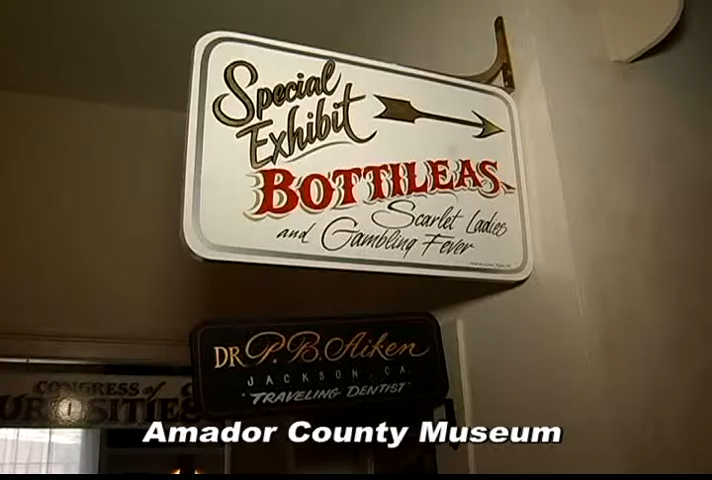 Special
Exhibit
BOTTILEAS
Scarlet Ladies
and Gambling Fever
DR P.B. Aiken
JACKSON, CA.
"TRAVELING DENTIST"
CONGRESS of
URIOSITIES
Amador County Museum